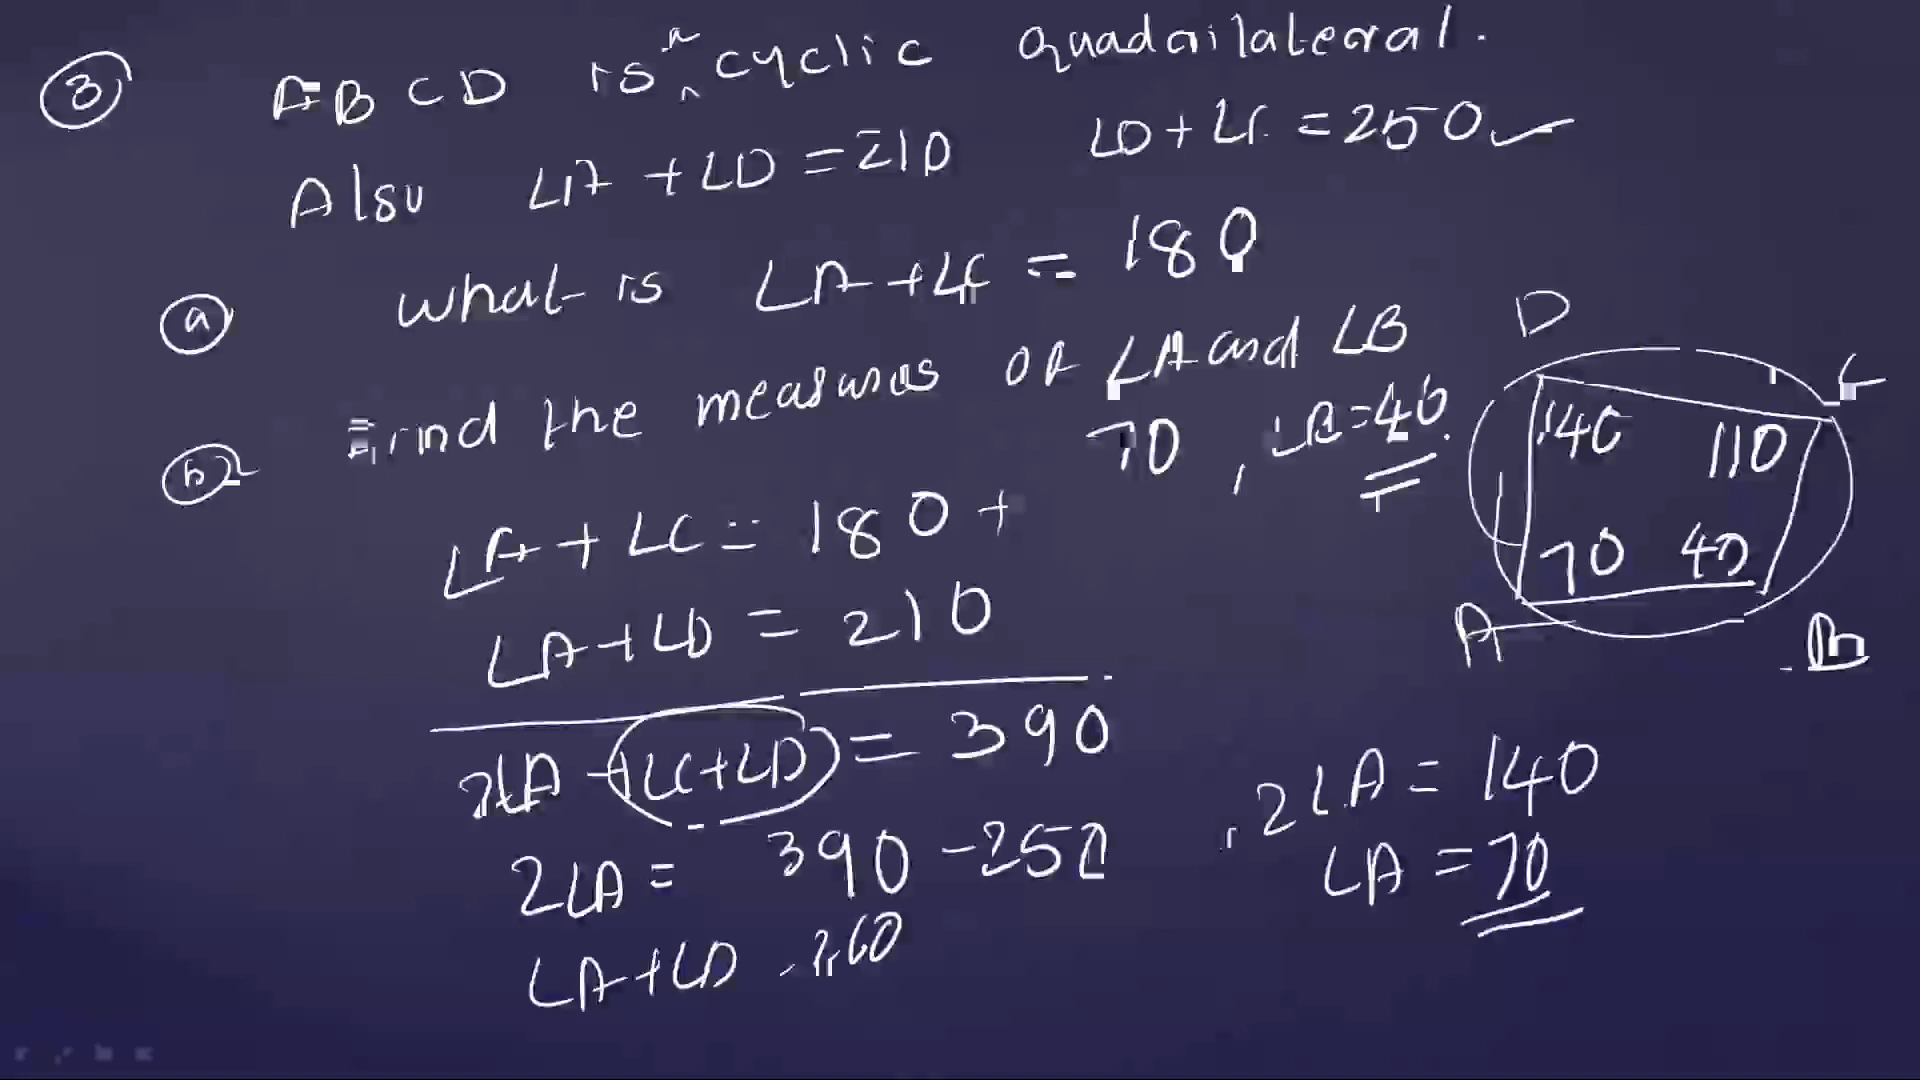 3 ABCD is a cyclic quadrilateral.
Also ∠A + ∠D = 210 ∠D + ∠C = 250
a What is ∠A + ∠C = 180
b Find the measures of ∠A and ∠B
70 , ∠B = 40
∠A + ∠C = 180 +
∠A + ∠D = 210
2∠A + ∠C + ∠D = 390
2∠A = 390 - 250
∠A + ∠D
2∠A = 140
∠A = 70
D C
140 110
70 40
A B